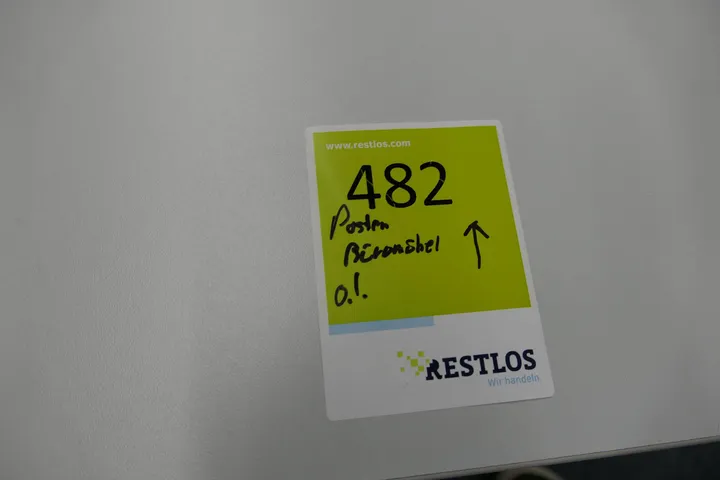 www.restlos.com
482
Posten
Büromöbel
o.!.
RESTLOS
Wir handeln